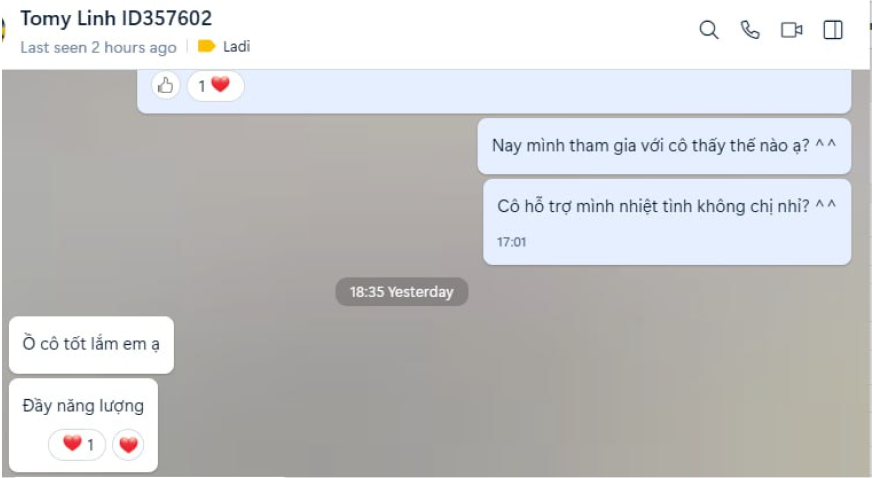 Tomy Linh ID357602
Last seen 2 hours ago Ladi
1
Nay mình tham gia với cô thấy thế nào ạ? ^^
Cô hỗ trợ mình nhiệt tình không chị nhỉ? ^^
17:01
18:35 Yesterday
Ồ cô tốt lắm em ạ
Đầy năng lượng
1